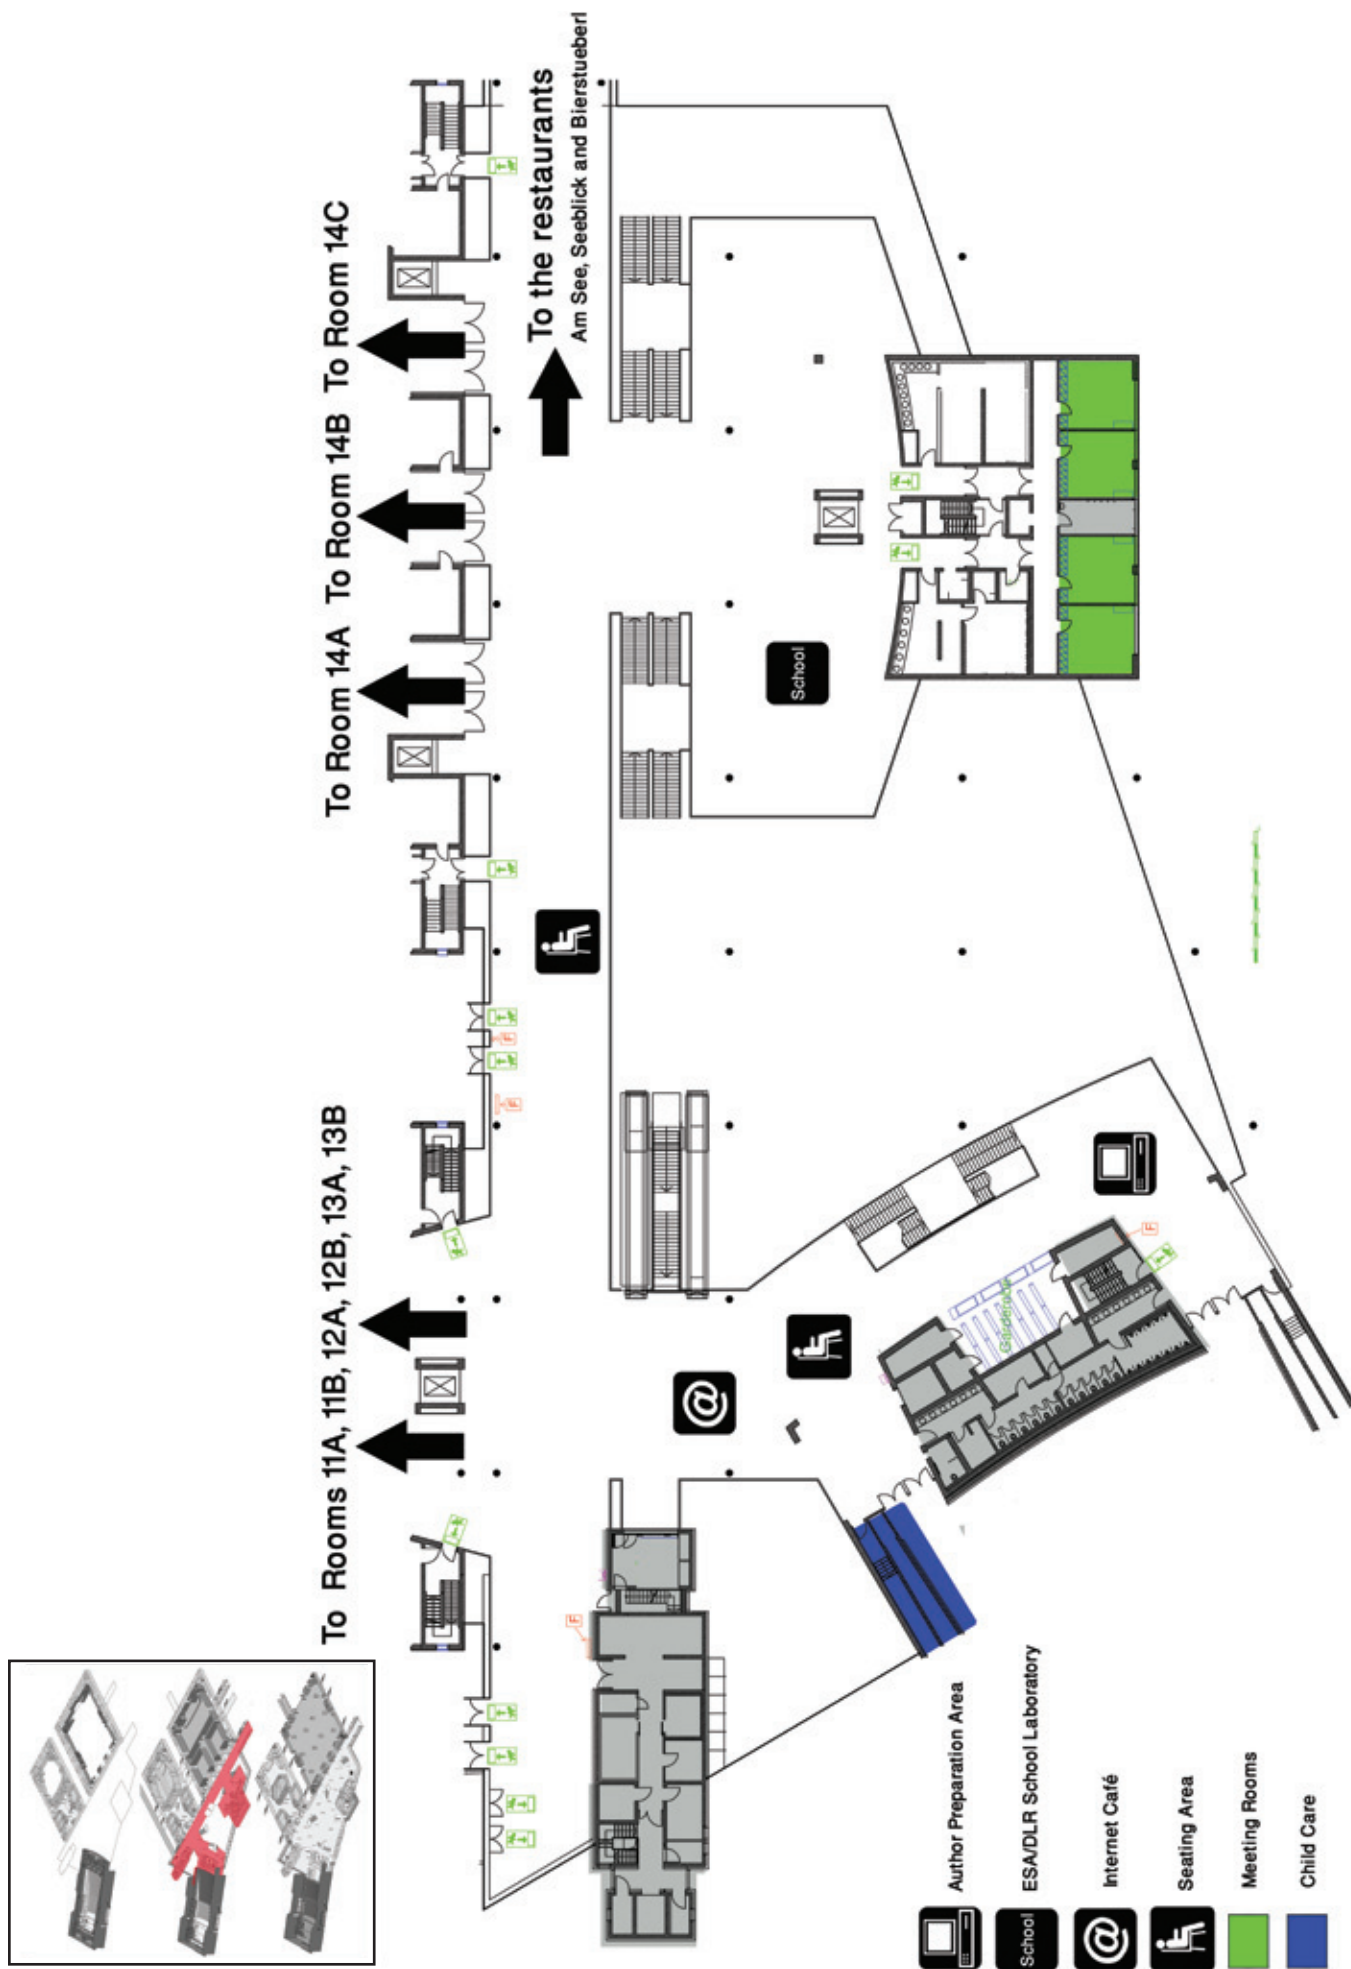 To Rooms 11A, 11B, 12A, 12B, 13A, 13B
To Room 14A
To Room 14B
To Room 14C
To the restaurants
Am See, Seeblick and Bierstueberl
School
@
Garderobe
F
F
F
F
Author Preparation Area
School
ESA/DLR School Laboratory
@
Internet Café
Seating Area
Meeting Rooms
Child Care